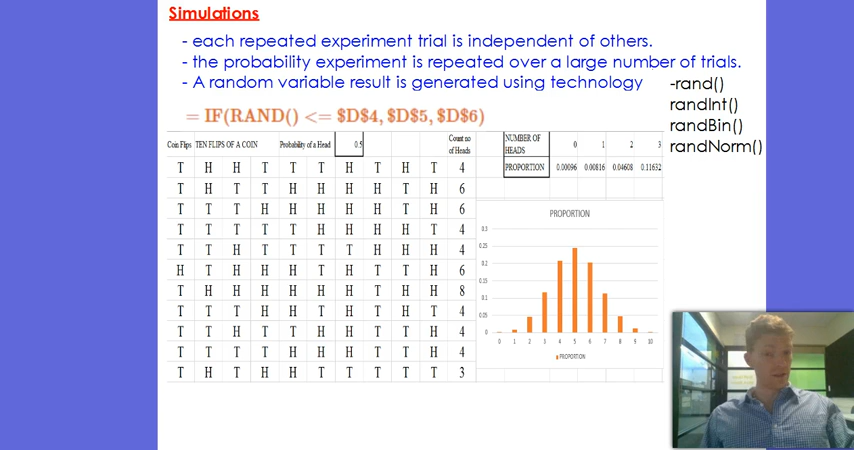 Simulations
- each repeated experiment trial is independent of others.
- the probability experiment is repeated over a large number of trials.
- A random variable result is generated using technology
-rand()
randInt()
randBin()
randNorm()
= IF(RAND() <= $D$4, $D$5, $D$6)
Coin Flips TEN FLIPS OF A COIN Probability of a Head 0.5 Count no of Heads
T H H T T T H T H T 4
T H T T H H H H T H 6
T T T H H H H H T H 6
T T T T T H H H H T 4
T T H T T T T H H H 4
H T H H H T H T T H 6
T H H H H H H T H H 8
T T T H H T H T H T 4
T T H T T H H T T H 4
T T T T H H H T T H 4
T H T H H T T T T T 3
NUMBER OF HEADS 0 1 2 3
PROPORTION 0.00096 0.00816 0.04608 0.11632
PROPORTION
0.3
0.25
0.2
0.15
0.1
0.05
0
0 1 2 3 4 5 6 7 8 9 10
PROPORTION